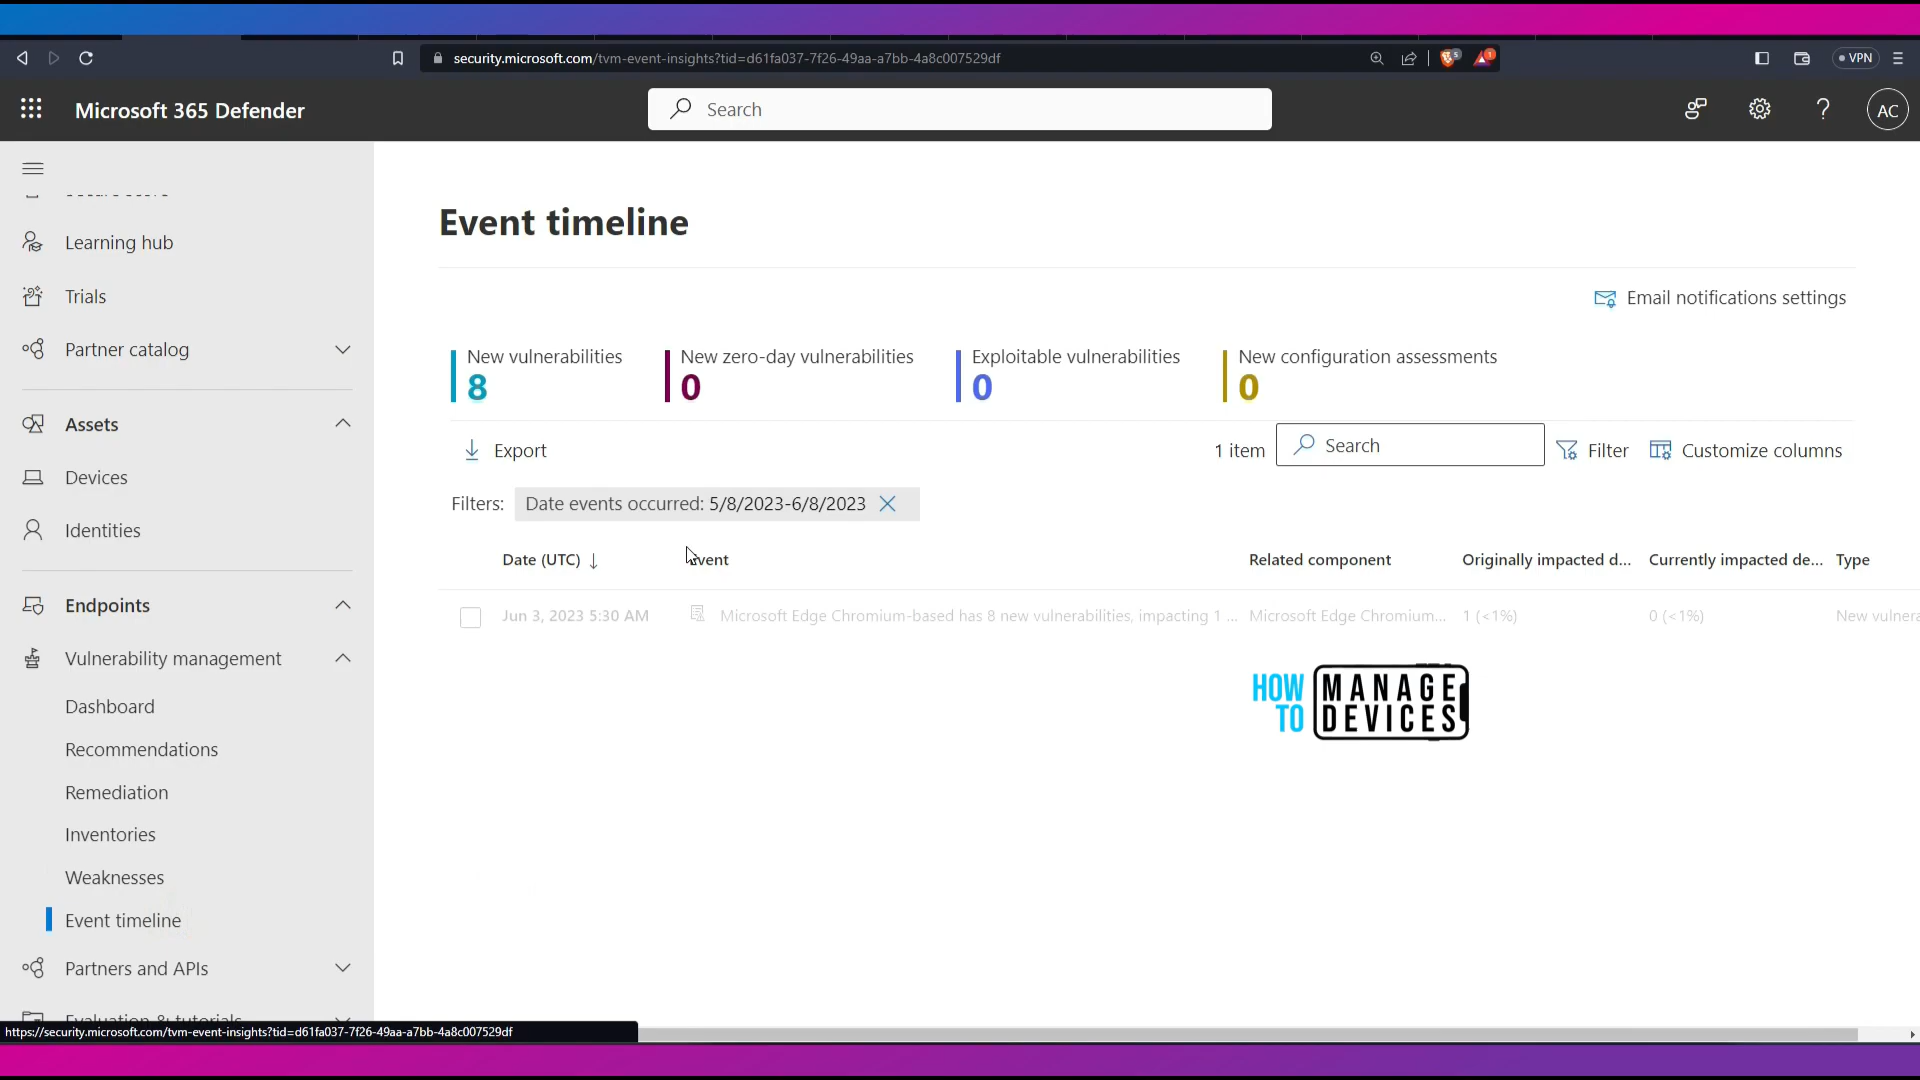 security.microsoft.com/tvm-event-insights?tid=d61fa037-7f26-49aa-a7bb-4a8c007529df
5
1
VPN
Microsoft 365 Defender
Search
AC
Learning hub
Trials
Partner catalog
Assets
Devices
Identities
Endpoints
Vulnerability management
Dashboard
Recommendations
Remediation
Inventories
Weaknesses
Event timeline
Partners and APIs
Evaluation & tutorials
Event timeline
Email notifications settings
New vulnerabilities
8
New zero-day vulnerabilities
0
Exploitable vulnerabilities
0
New configuration assessments
0
Export
1 item
Search
Filter
Customize columns
Filters: Date events occurred: 5/8/2023-6/8/2023
Date (UTC) Event Related component Originally impacted d... Currently impacted de... Type
Jun 3, 2023 5:30 AM Microsoft Edge Chromium-based has 8 new vulnerabilities, impacting 1 ... Microsoft Edge Chromium... 1 (<1%) 0 (<1%) New vulnera
HOW TO
MANAGE
DEVICES
https://security.microsoft.com/tvm-event-insights?tid=d61fa037-7f26-49aa-a7bb-4a8c007529df